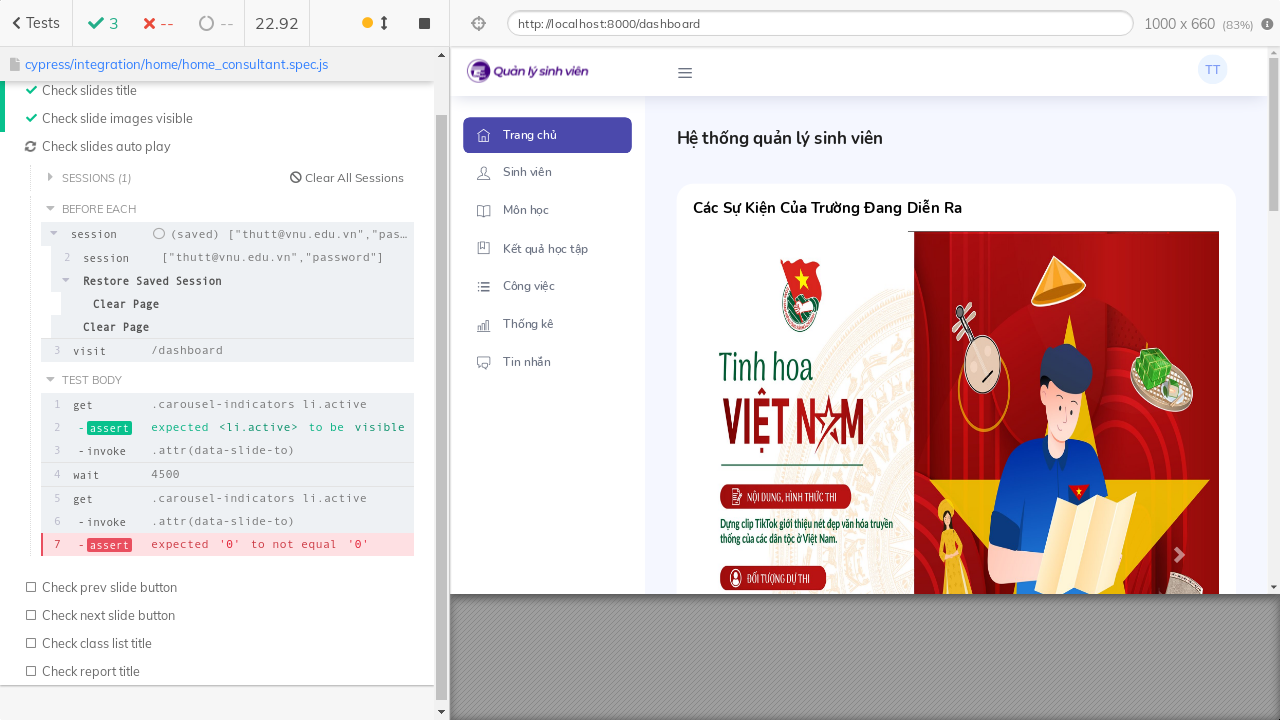 Tests
3
--
--
22.92
http://localhost:8000/dashboard
1000 x 660 (83%)
cypress/integration/home/home_consultant.spec.js
Check slides title
Check slide images visible
Check slides auto play
SESSIONS (1)
Clear All Sessions
BEFORE EACH
session (saved) ["thutt@vnu.edu.vn","pas…
2 session ["thutt@vnu.edu.vn","password"]
Restore Saved Session
Clear Page
Clear Page
3 visit /dashboard
TEST BODY
1 get .carousel-indicators li.active
2 -assert expected <li.active> to be visible
3 -invoke .attr(data-slide-to)
4 wait 4500
5 get .carousel-indicators li.active
6 -invoke .attr(data-slide-to)
7 -assert expected '0' to not equal '0'
Check prev slide button
Check next slide button
Check class list title
Check report title
Quản lý sinh viên
TT
Trang chủ
Sinh viên
Môn học
Kết quả học tập
Công việc
Thống kê
Tin nhắn
Hệ thống quản lý sinh viên
Các Sự Kiện Của Trường Đang Diễn Ra
Tinh hoa
VIỆT NAM
NỘI DUNG, HÌNH THỨC THI
Dựng clip TikTok giới thiệu nét đẹp văn hóa truyền
thống của các dân tộc ở Việt Nam.
ĐỐI TƯỢNG DỰ THI